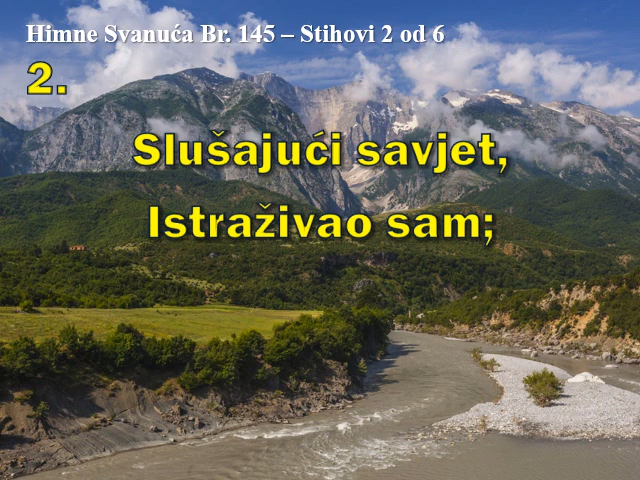 Himne Svanuća Br. 145 – Stihovi 2 od 6
2.
Slušajući savjet,
Istraživao sam;